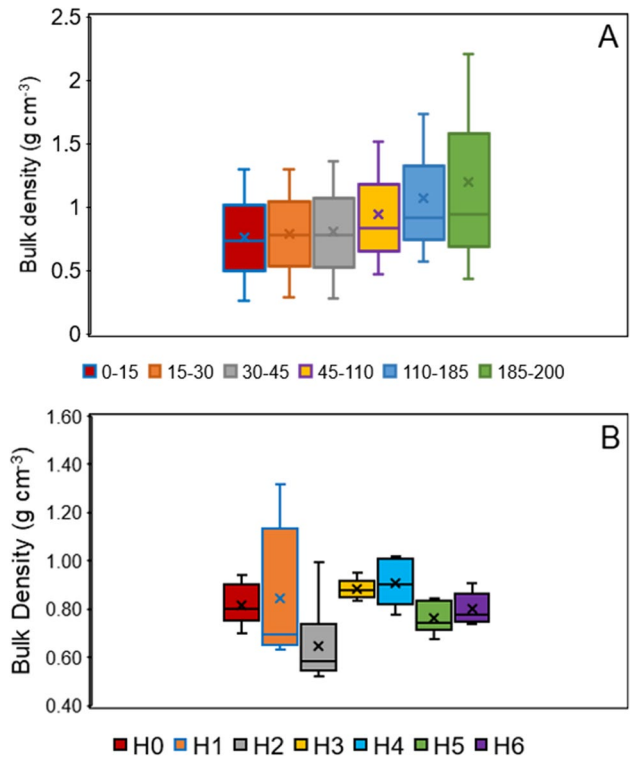 A
2.5
2
1.5
1
0.5
0
Bulk density (g cm⁻³)
0-15 15-30 30-45 45-110 110-185 185-200
B
1.60
1.40
1.20
1.00
0.80
0.60
0.40
Bulk Density (g cm⁻³)
H0 H1 H2 H3 H4 H5 H6